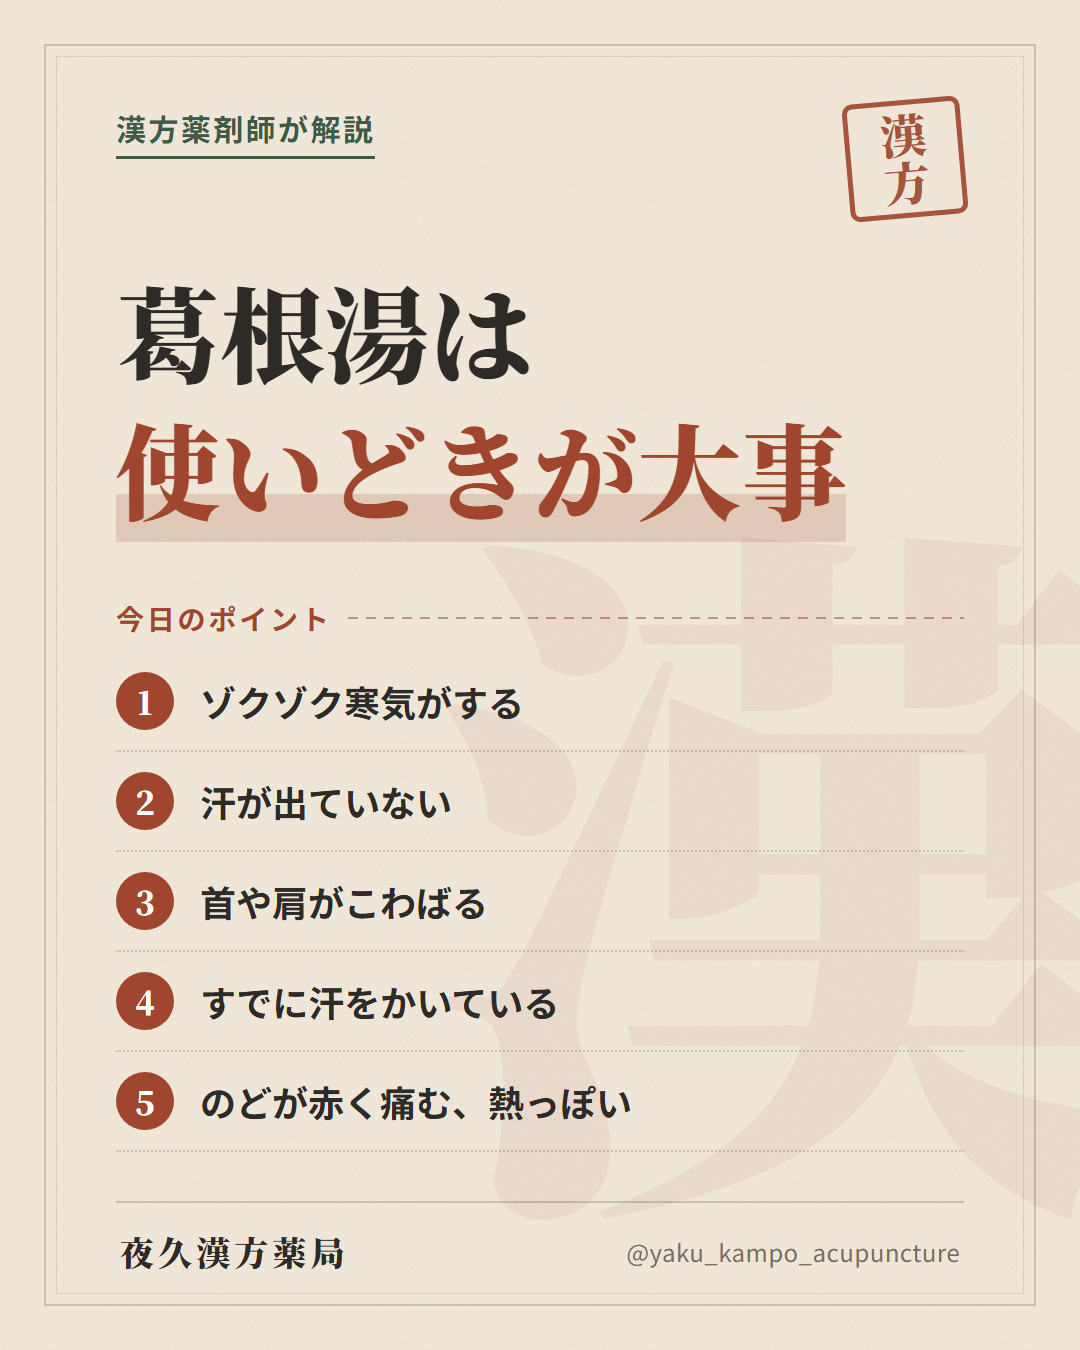 漢方薬剤師が解説
漢方
葛根湯は
使いどきが大事
今日のポイント
1 ゾクゾク寒気がする
2 汗が出ていない
3 首や肩がこわばる
4 すでに汗をかいている
5 のどが赤く痛む、熱っぽい
夜久漢方薬局
@yaku_kampo_acupuncture
漢